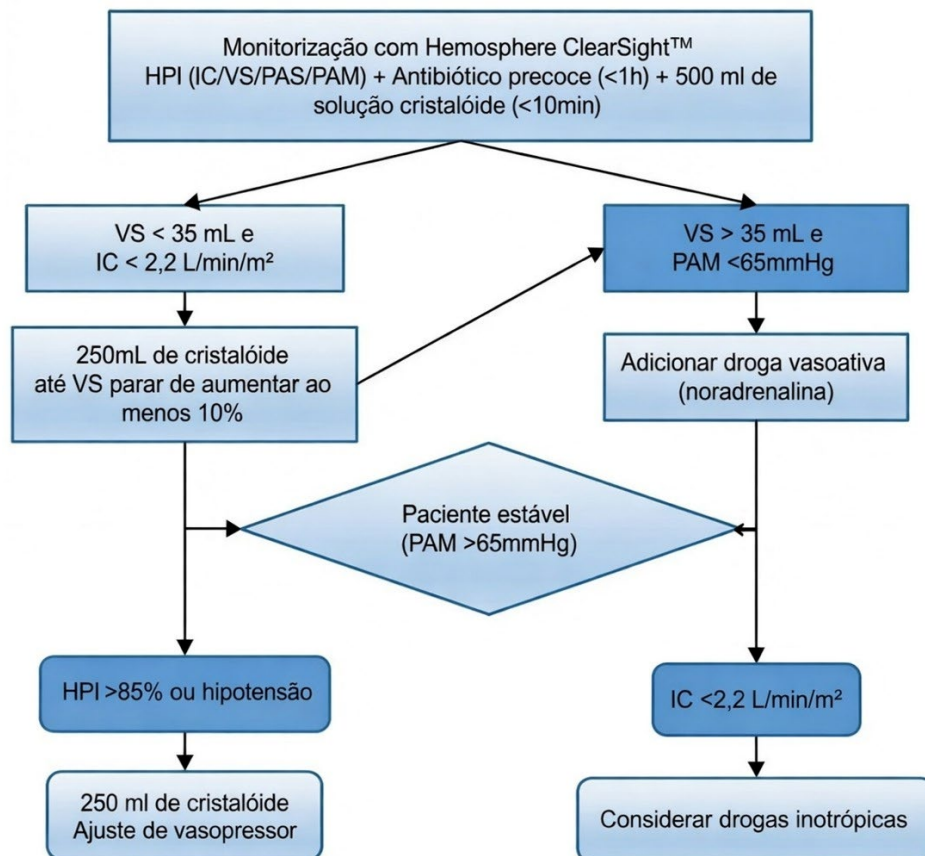 Monitorização com Hemosphere ClearSight™
HPI (IC/VS/PAS/PAM) + Antibiótico precoce (<1h) + 500 ml de
solução cristalóide (<10min)
VS < 35 mL e
IC < 2,2 L/min/m²
VS > 35 mL e
PAM <65mmHg
250mL de cristalóide
até VS parar de aumentar ao
menos 10%
Adicionar droga vasoativa
(noradrenalina)
Paciente estável
(PAM >65mmHg)
HPI >85% ou hipotensão
IC <2,2 L/min/m²
250 ml de cristalóide
Ajuste de vasopressor
Considerar drogas inotrópicas